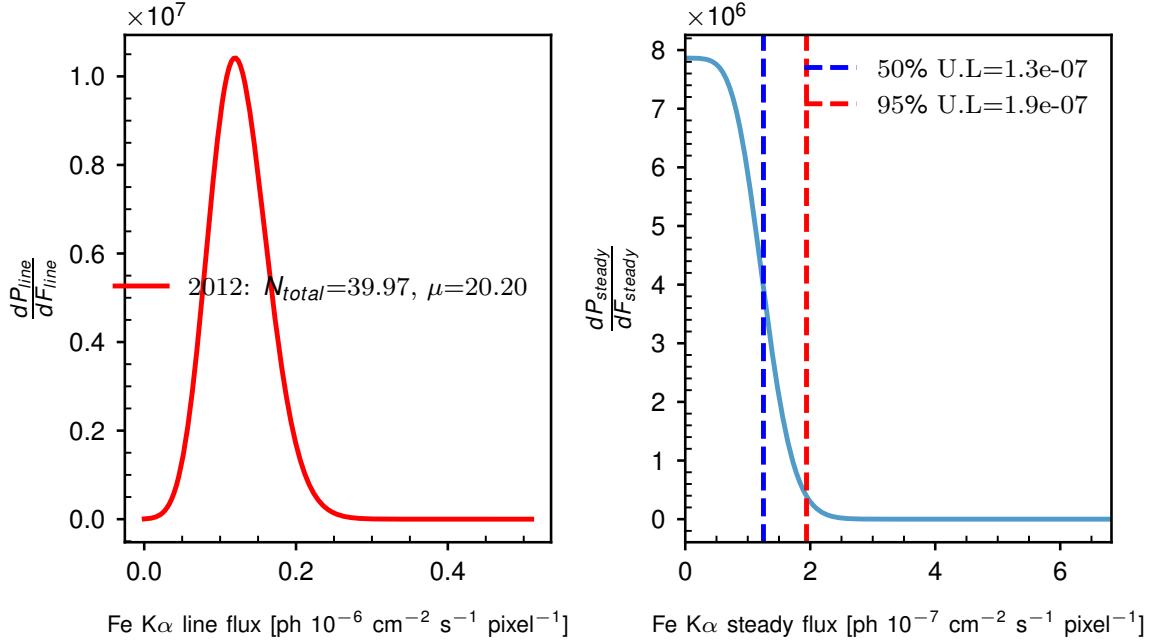 ×10⁷
1.0
0.8
0.6
0.4
0.2
0.0
dP_line
dF_line
2012: N_total=39.97, μ=20.20
0.0 0.2 0.4
Fe Kα line flux [ph 10⁻⁶ cm⁻² s⁻¹ pixel⁻¹]
×10⁶
8
7
6
5
4
3
2
1
0
dP_steady
dF_steady
50% U.L=1.3e-07
95% U.L=1.9e-07
0 2 4 6
Fe Kα steady flux [ph 10⁻⁷ cm⁻² s⁻¹ pixel⁻¹]